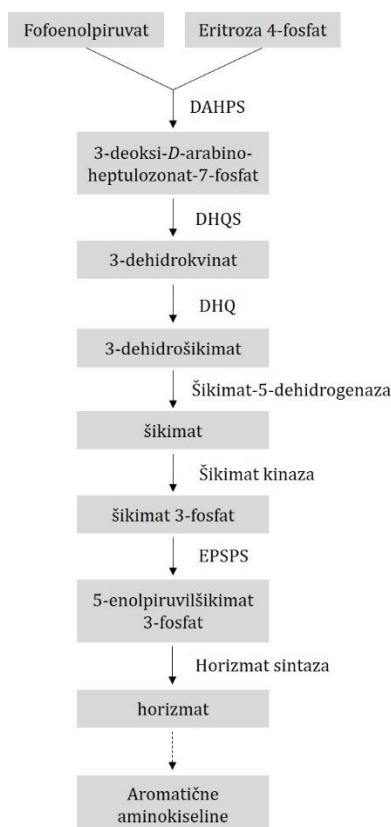 Fofoenolpiruvat
Eritroza 4-fosfat
DAHPS
3-deoksi-D-arabino-
heptulozonat-7-fosfat
DHQS
3-dehidrokvinat
DHQ
3-dehidrošikimat
Šikimat-5-dehidrogenaza
šikimat
Šikimat kinaza
šikimat 3-fosfat
EPSPS
5-enolpiruvilšikimat
3-fosfat
Horizmat sintaza
horizmat
Aromatične
aminokiseline